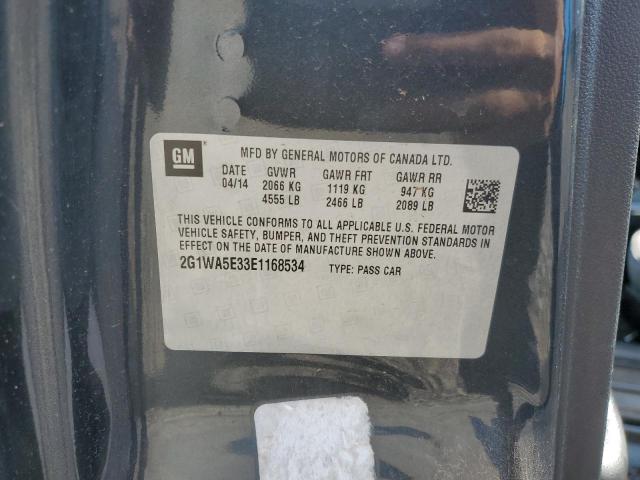 GM
MFD BY GENERAL MOTORS OF CANADA LTD.
DATE GVWR GAWR FRT GAWR RR
04/14 2066 KG 1119 KG 947 KG
4555 LB 2466 LB 2089 LB
THIS VEHICLE CONFORMS TO ALL APPLICABLE U.S. FEDERAL MOTOR
VEHICLE SAFETY, BUMPER, AND THEFT PREVENTION STANDARDS IN
EFFECT ON THE DATE OF MANUFACTURE SHOWN ABOVE.
2G1WA5E33E1168534 TYPE: PASS CAR